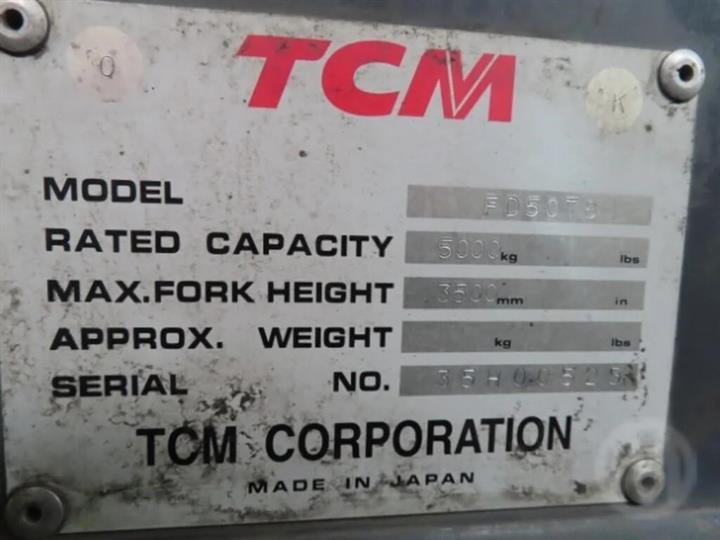 Q
TCM
K
MODEL FD50T9
RATED CAPACITY 5000 kg lbs
MAX.FORK HEIGHT 3500 mm in
APPROX. WEIGHT kg lbs
SERIAL NO. 35H00525
TCM CORPORATION
MADE IN JAPAN